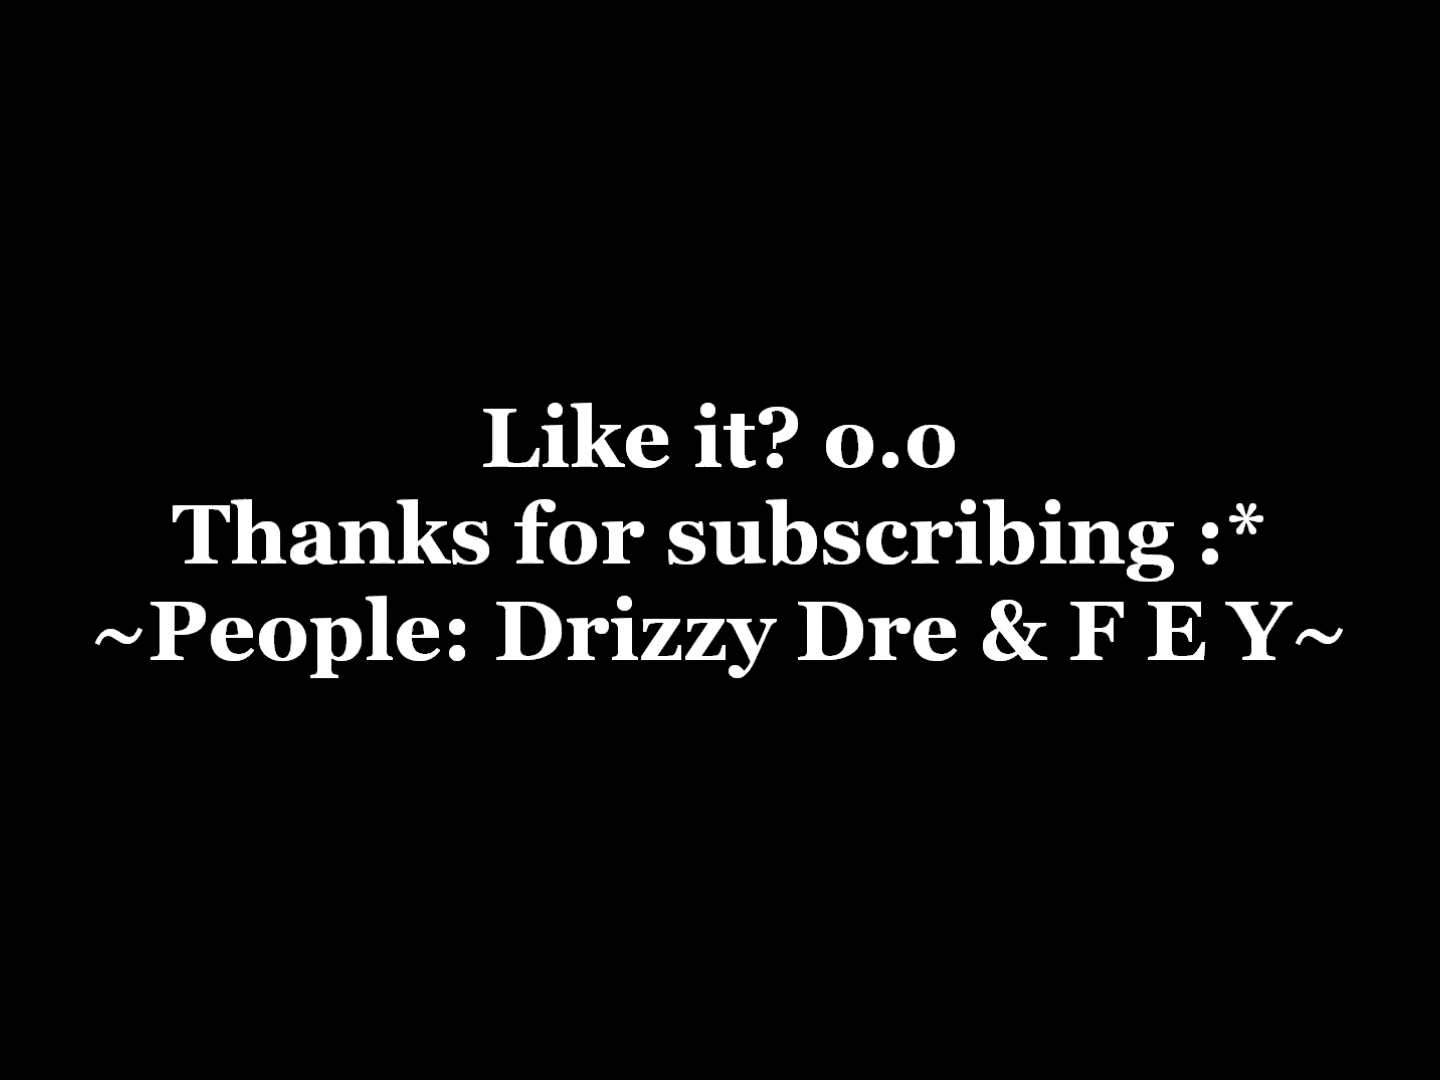 Like it? o.o
Thanks for subscribing :*
~People: Drizzy Dre & F E Y~